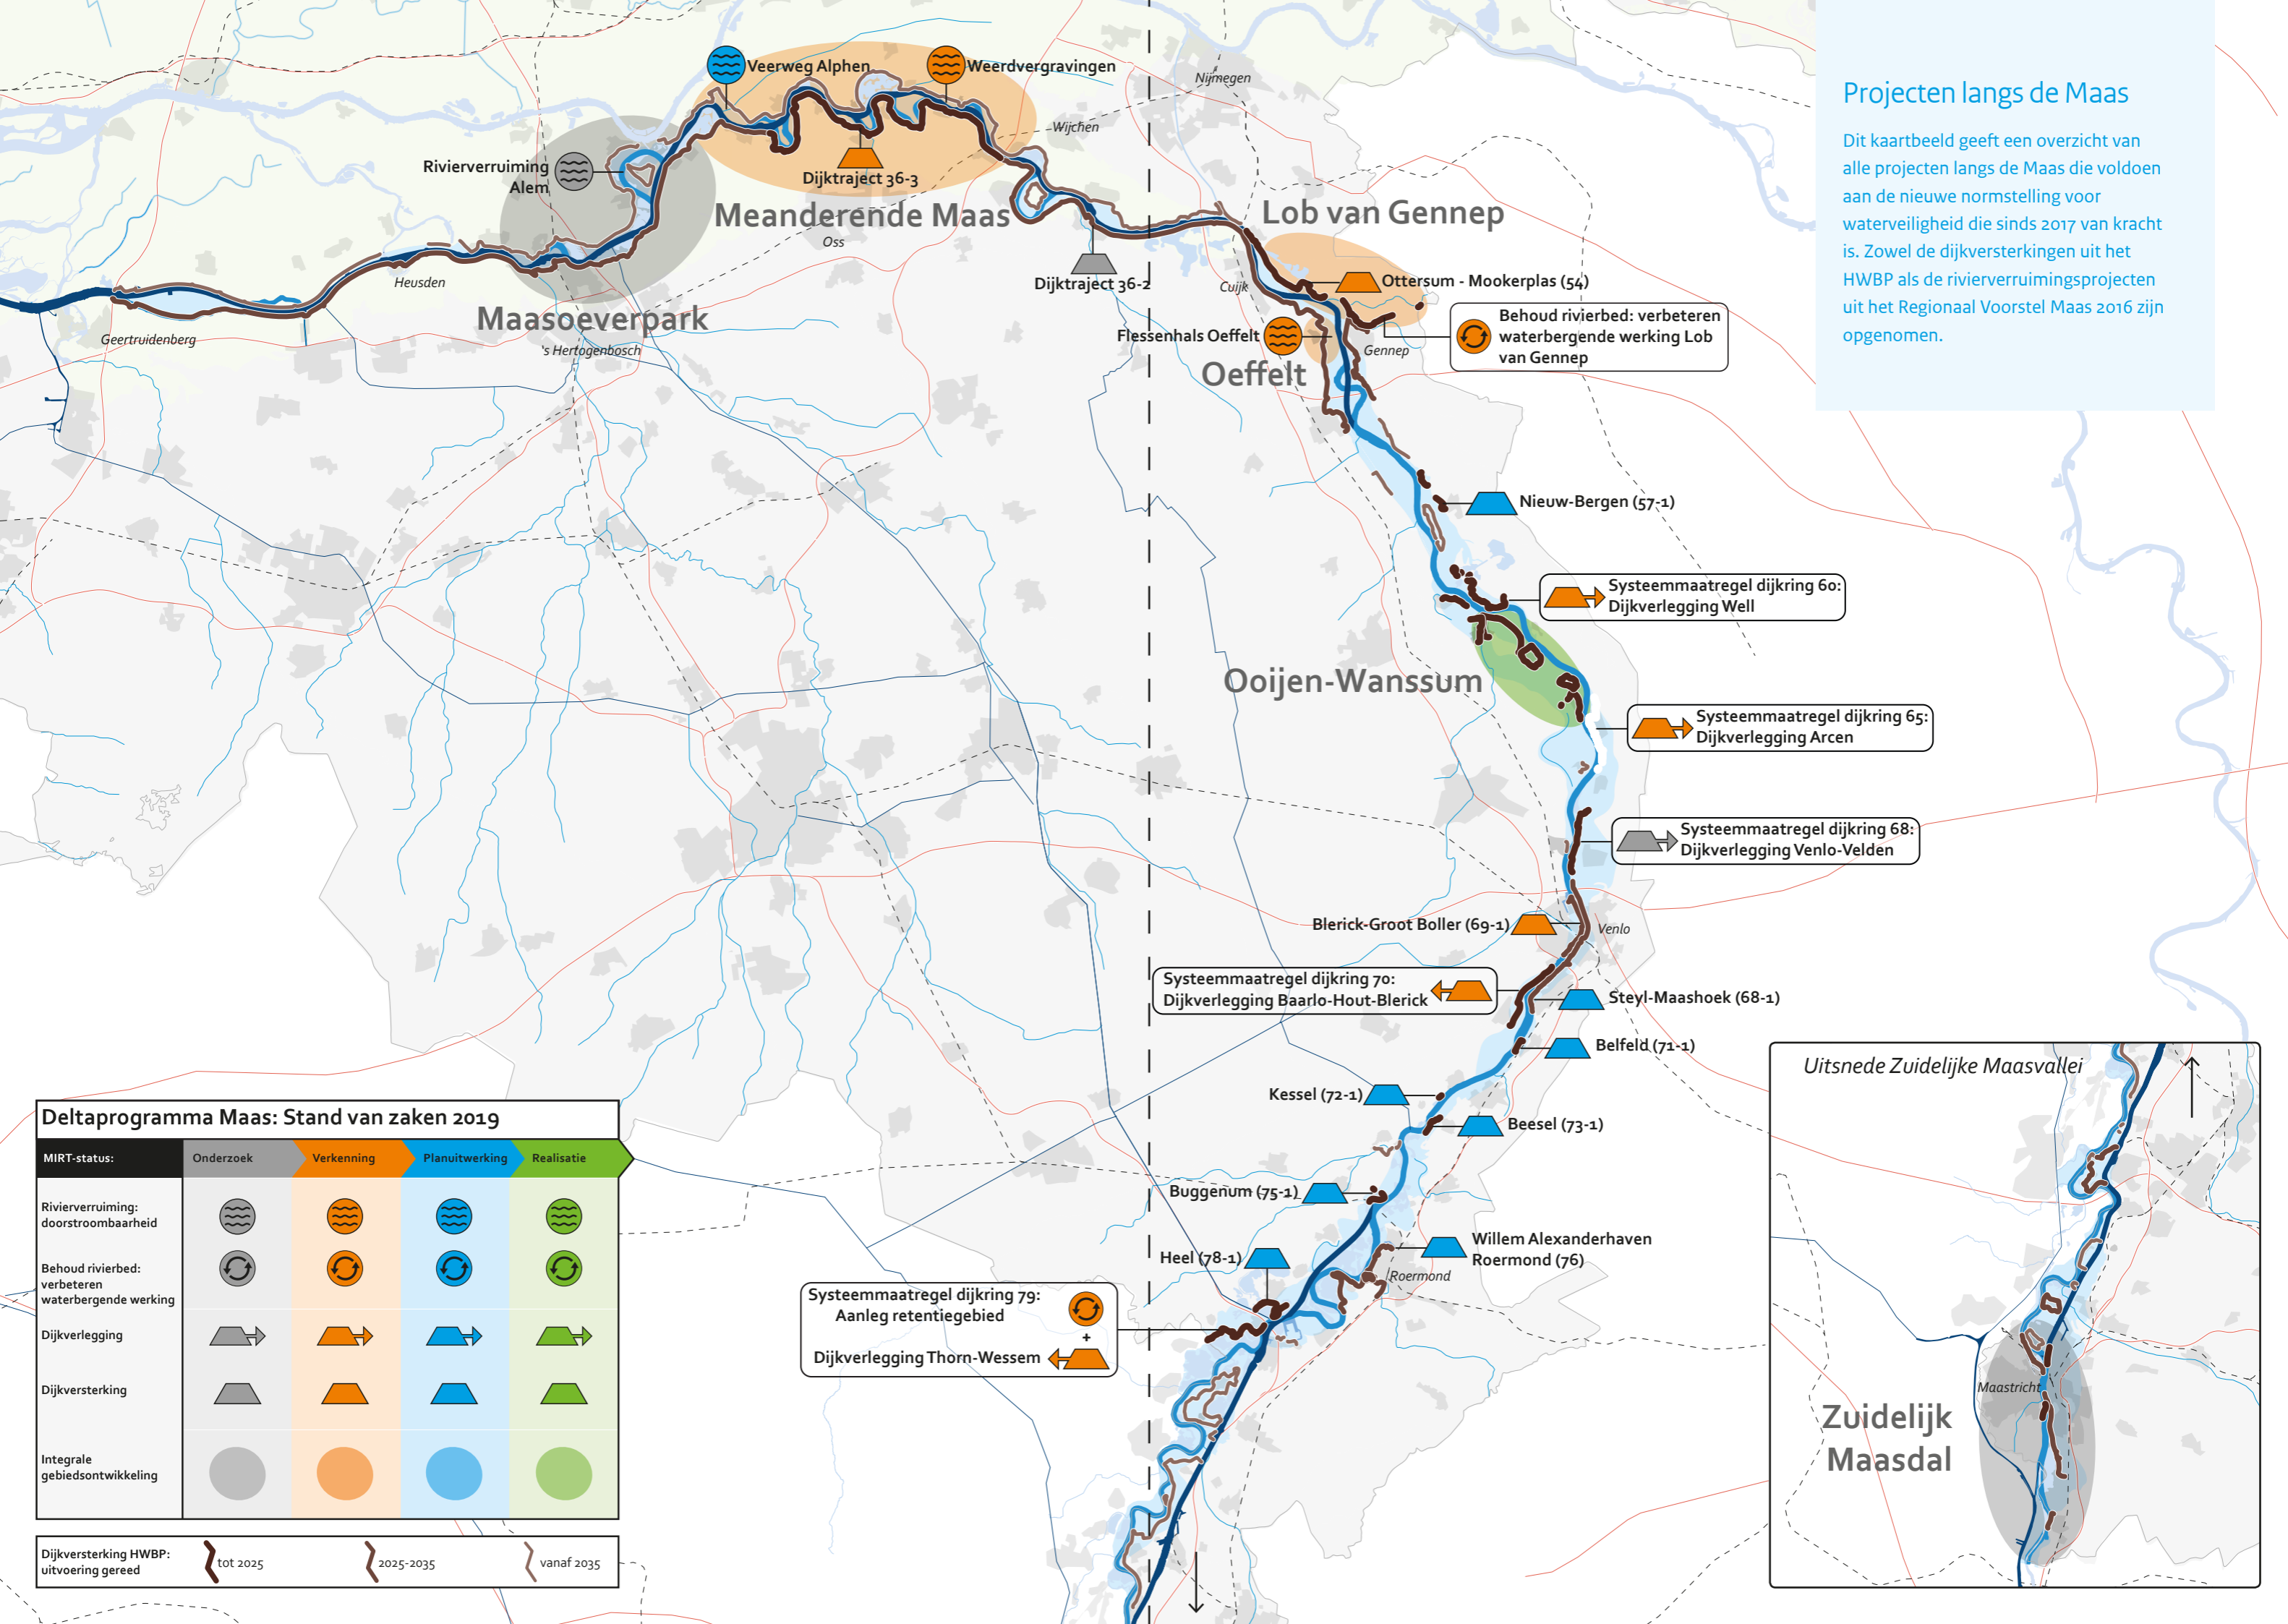 Projecten langs de Maas
Dit kaartbeeld geeft een overzicht van
alle projecten langs de Maas die voldoen
aan de nieuwe normstelling voor
waterveiligheid die sinds 2017 van kracht
is. Zowel de dijkversterkingen uit het
HWBP als de rivierverruimingsprojecten
uit het Regionaal Voorstel Maas 2016 zijn
opgenomen.
Veerweg Alphen
Weerdvergravingen
Nijmegen
Wijchen
Rivierverruiming
Alem
Dijktraject 36-3
Meanderende Maas
Oss
Lob van Gennep
Heusden
Dijktraject 36-2
Cuijk
Ottersum - Mookerplas (54)
Maasoeverpark
's Hertogenbosch
Geertruidenberg
Flessenhals Oeffelt
Behoud rivierbed: verbeteren
waterbergende werking Lob
van Gennep
Gennep
Oeffelt
Nieuw-Bergen (57-1)
Systeemmaatregel dijkring 60:
Dijkverlegging Well
Ooijen-Wanssum
Systeemmaatregel dijkring 65:
Dijkverlegging Arcen
Systeemmaatregel dijkring 68:
Dijkverlegging Venlo-Velden
Blerick-Groot Boller (69-1)
Venlo
Systeemmaatregel dijkring 70:
Dijkverlegging Baarlo-Hout-Blerick
Steyl-Maashoek (68-1)
Belfeld (71-1)
Kessel (72-1)
Beesel (73-1)
Buggenum (75-1)
Willem Alexanderhaven
Roermond (76)
Heel (78-1)
Roermond
Systeemmaatregel dijkring 79:
Aanleg retentiegebied
+
Dijkverlegging Thorn-Wessem
Uitsnede Zuidelijke Maasvallei
Maastricht
Zuidelijk
Maasdal
Deltaprogramma Maas: Stand van zaken 2019
MIRT-status: Onderzoek Verkenning Planuitwerking Realisatie
Rivierverruiming:
doorstroombaarheid
Behoud rivierbed:
verbeteren
waterbergende werking
Dijkverlegging
Dijkversterking
Integrale
gebiedsontwikkeling
Dijkversterking HWBP:
uitvoering gereed
tot 2025
2025-2035
vanaf 2035